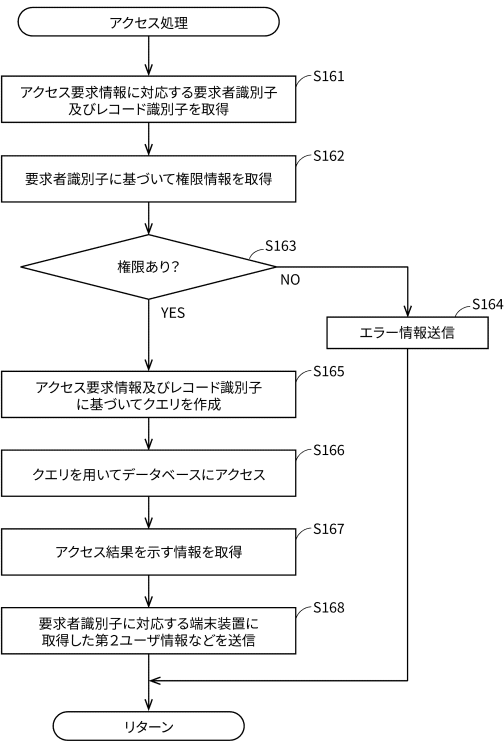 アクセス処理
S161
アクセス要求情報に対応する要求者識別子
及びレコード識別子を取得
S162
要求者識別子に基づいて権限情報を取得
S163
権限あり?
NO
YES
S164
エラー情報送信
S165
アクセス要求情報及びレコード識別子
に基づいてクエリを作成
S166
クエリを用いてデータベースにアクセス
S167
アクセス結果を示す情報を取得
S168
要求者識別子に対応する端末装置に
取得した第2ユーザ情報などを送信
リターン